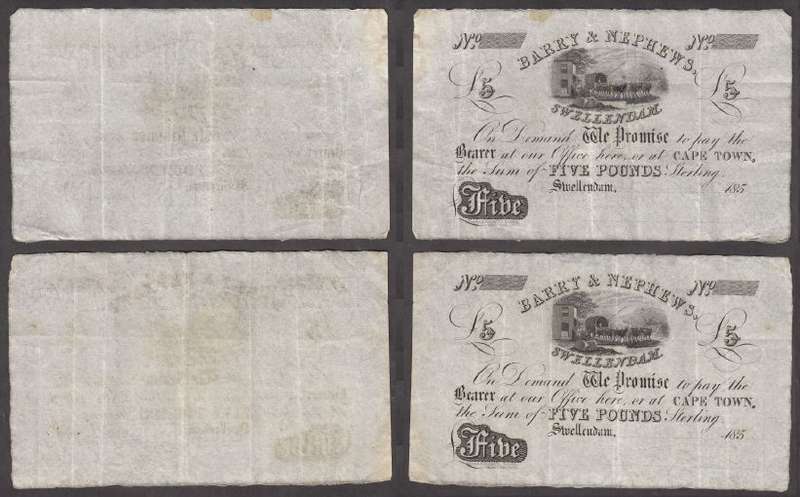 No No
BARRY & NEPHEWS,
£5 £5
SWELLENDAM.
On Demand We Promise to pay the
Bearer at our Office here, or at CAPE TOWN,
the Sum of FIVE POUNDS Sterling
Swellendam, 185
Five
No No
BARRY & NEPHEWS,
£5 £5
SWELLENDAM.
On Demand We Promise to pay the
Bearer at our Office here, or at CAPE TOWN,
the Sum of FIVE POUNDS Sterling
Swellendam, 185
Five